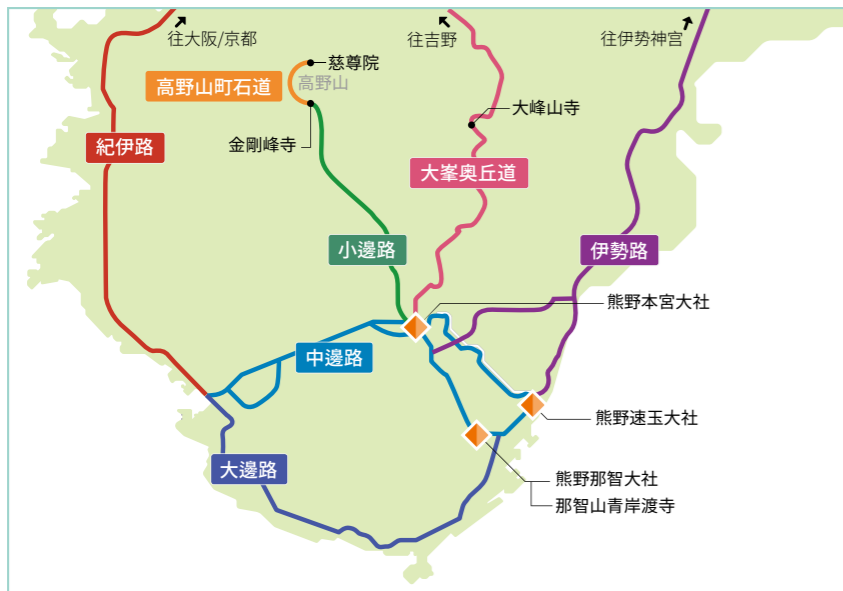 往大阪/京都
往吉野
往伊勢神宮
慈尊院
高野山町石道
高野山
大峰山寺
金剛峰寺
紀伊路
大峯奥丘道
小邊路
伊勢路
熊野本宮大社
中邊路
熊野速玉大社
大邊路
熊野那智大社
那智山青岸渡寺